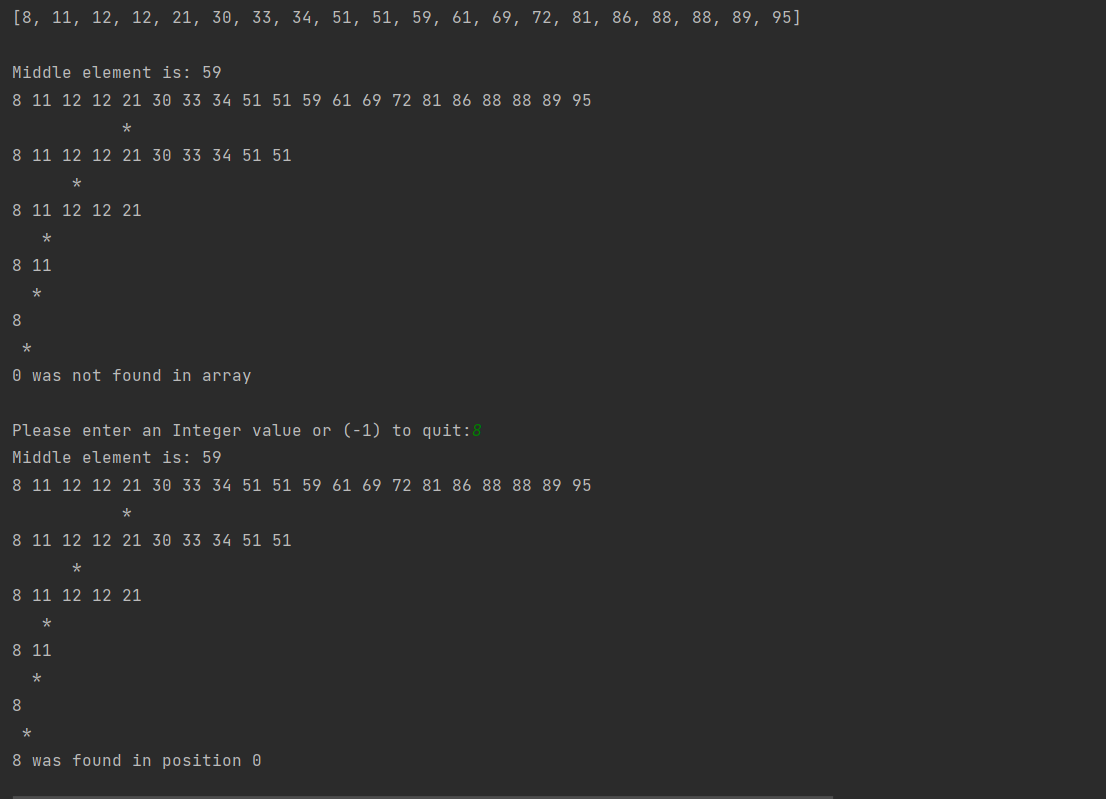 [8, 11, 12, 12, 21, 30, 33, 34, 51, 51, 59, 61, 69, 72, 81, 86, 88, 88, 89, 95]
Middle element is: 59
8 11 12 12 21 30 33 34 51 51 59 61 69 72 81 86 88 88 89 95
           *
8 11 12 12 21 30 33 34 51 51
      *
8 11 12 12 21
   *
8 11
  *
8
 *
0 was not found in array
Please enter an Integer value or (-1) to quit:8
Middle element is: 59
8 11 12 12 21 30 33 34 51 51 59 61 69 72 81 86 88 88 89 95
           *
8 11 12 12 21 30 33 34 51 51
      *
8 11 12 12 21
   *
8 11
  *
8
 *
8 was found in position 0